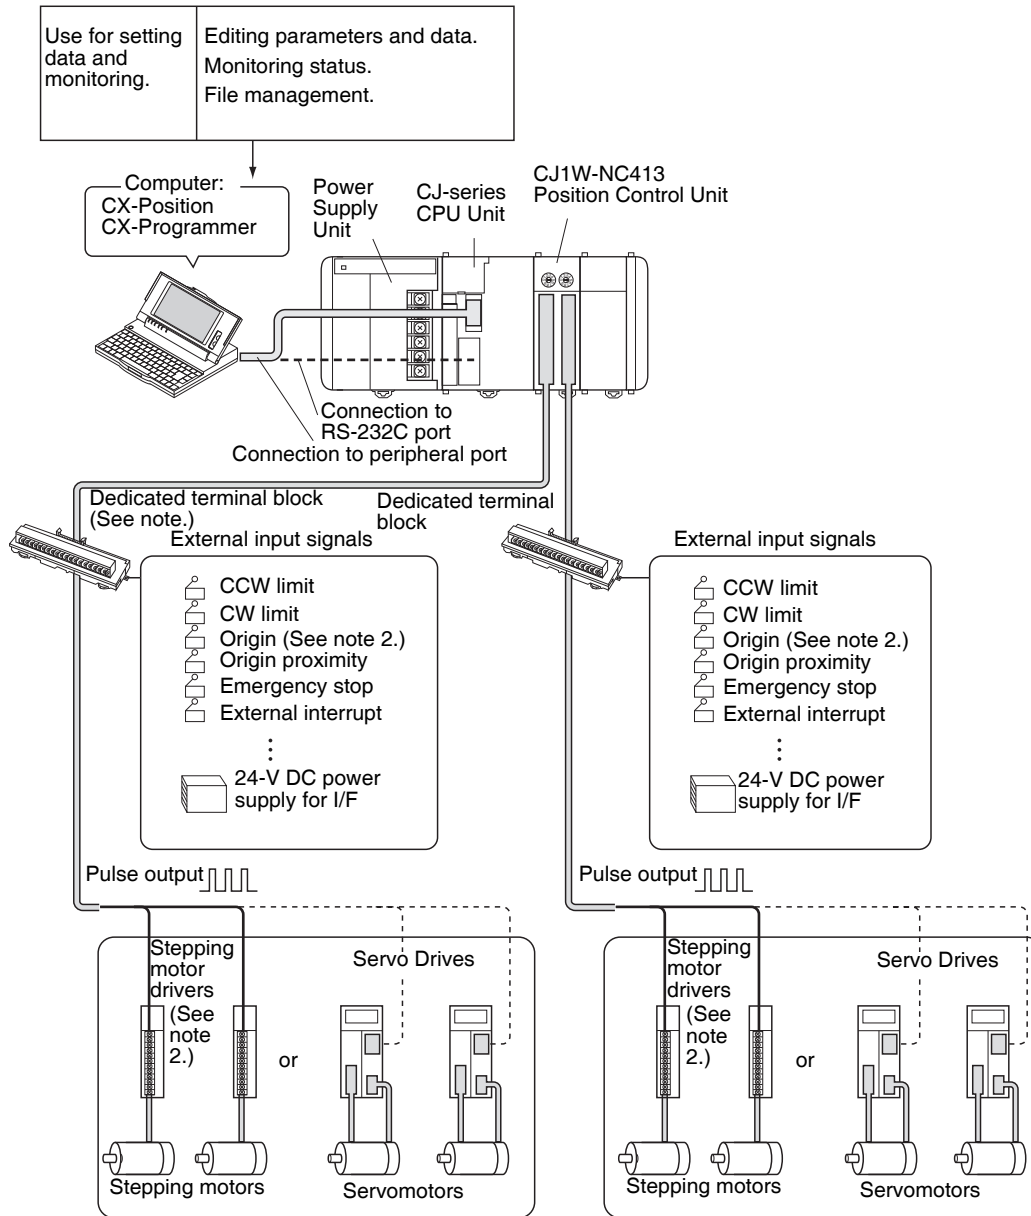 Use for setting
data and
monitoring.
Editing parameters and data.
Monitoring status.
File management.
Computer:
CX-Position
CX-Programmer
Power
Supply
Unit
CJ-series
CPU Unit
CJ1W-NC413
Position Control Unit
Connection to
RS-232C port
Connection to peripheral port
Dedicated terminal block
(See note.)
Dedicated terminal
block
External input signals
CCW limit
CW limit
Origin (See note 2.)
Origin proximity
Emergency stop
External interrupt
24-V DC power
supply for I/F
External input signals
CCW limit
CW limit
Origin (See note 2.)
Origin proximity
Emergency stop
External interrupt
24-V DC power
supply for I/F
Pulse output
Pulse output
Stepping
motor
drivers
(See
note
2.)
or
Servo Drives
Stepping motors
Servomotors
Stepping
motor
drivers
(See
note
2.)
or
Servo Drives
Stepping motors
Servomotors